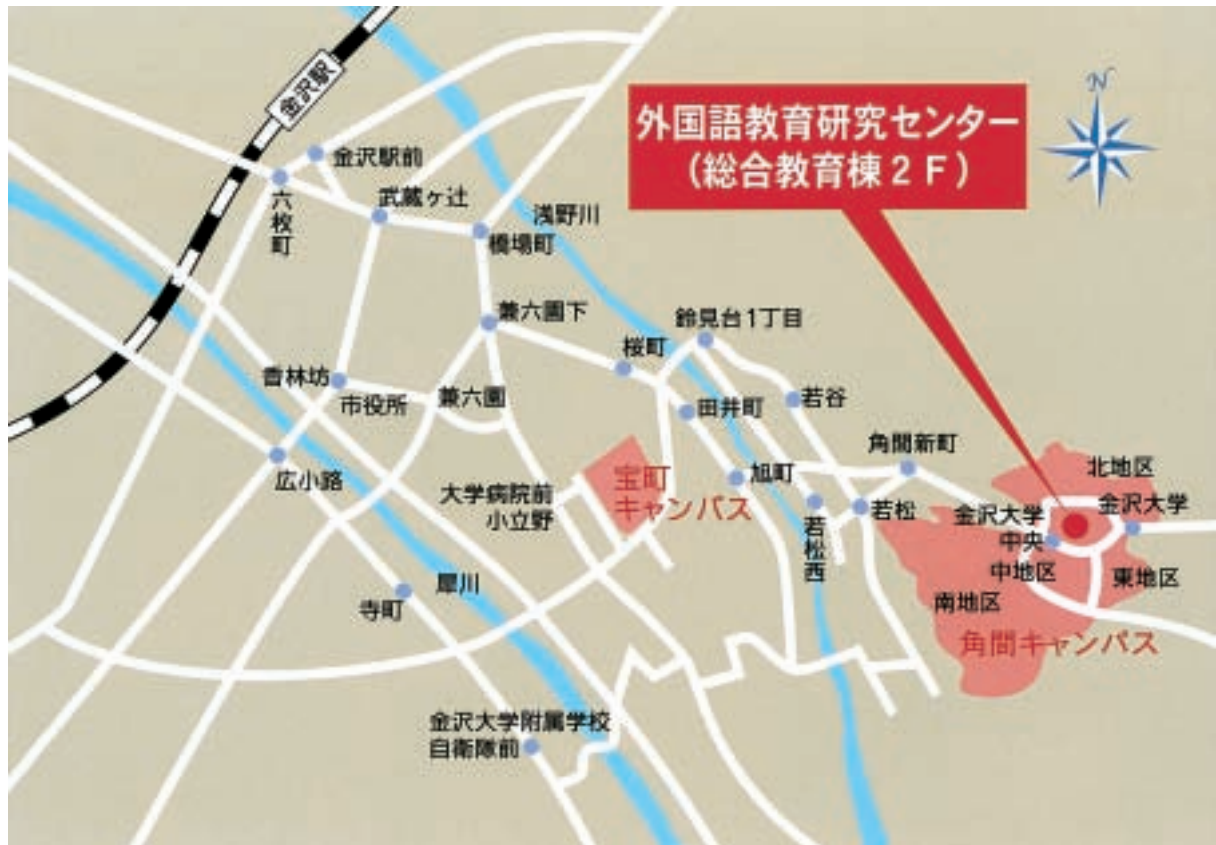 金沢駅
N
外国語教育研究センター
(総合教育棟2F)
金沢駅前
六枚町
武蔵ヶ辻
浅野川
橋場町
兼六園下
鈴見台1丁目
桜町
香林坊
市役所
兼六園
田井町
若谷
角間新町
広小路
大学病院前
小立野
宝町
キャンパス
旭町
若松西
若松
北地区
金沢大学
金沢大学
中央
中地区
東地区
南地区
角間キャンパス
犀川
寺町
金沢大学附属学校
自衛隊前